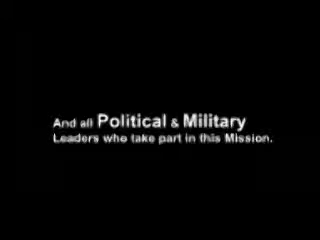 And all Political & Military
Leaders who take part in this Mission.